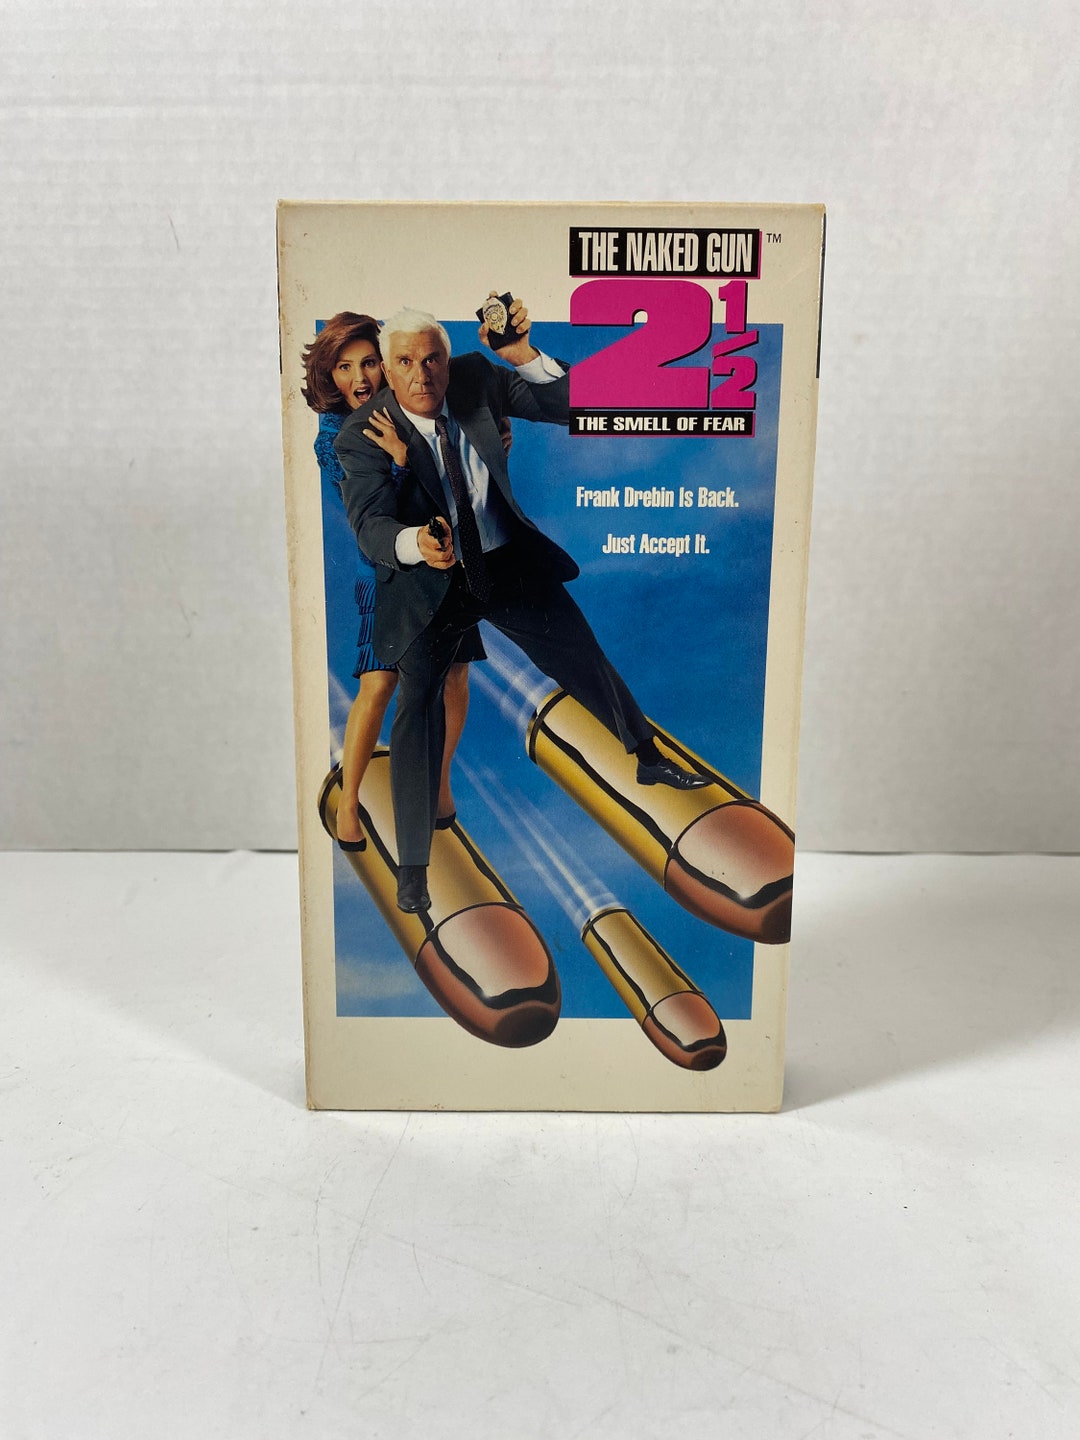 THE NAKED GUN ™
2 1/2
THE SMELL OF FEAR
Frank Drebin Is Back.
Just Accept It.